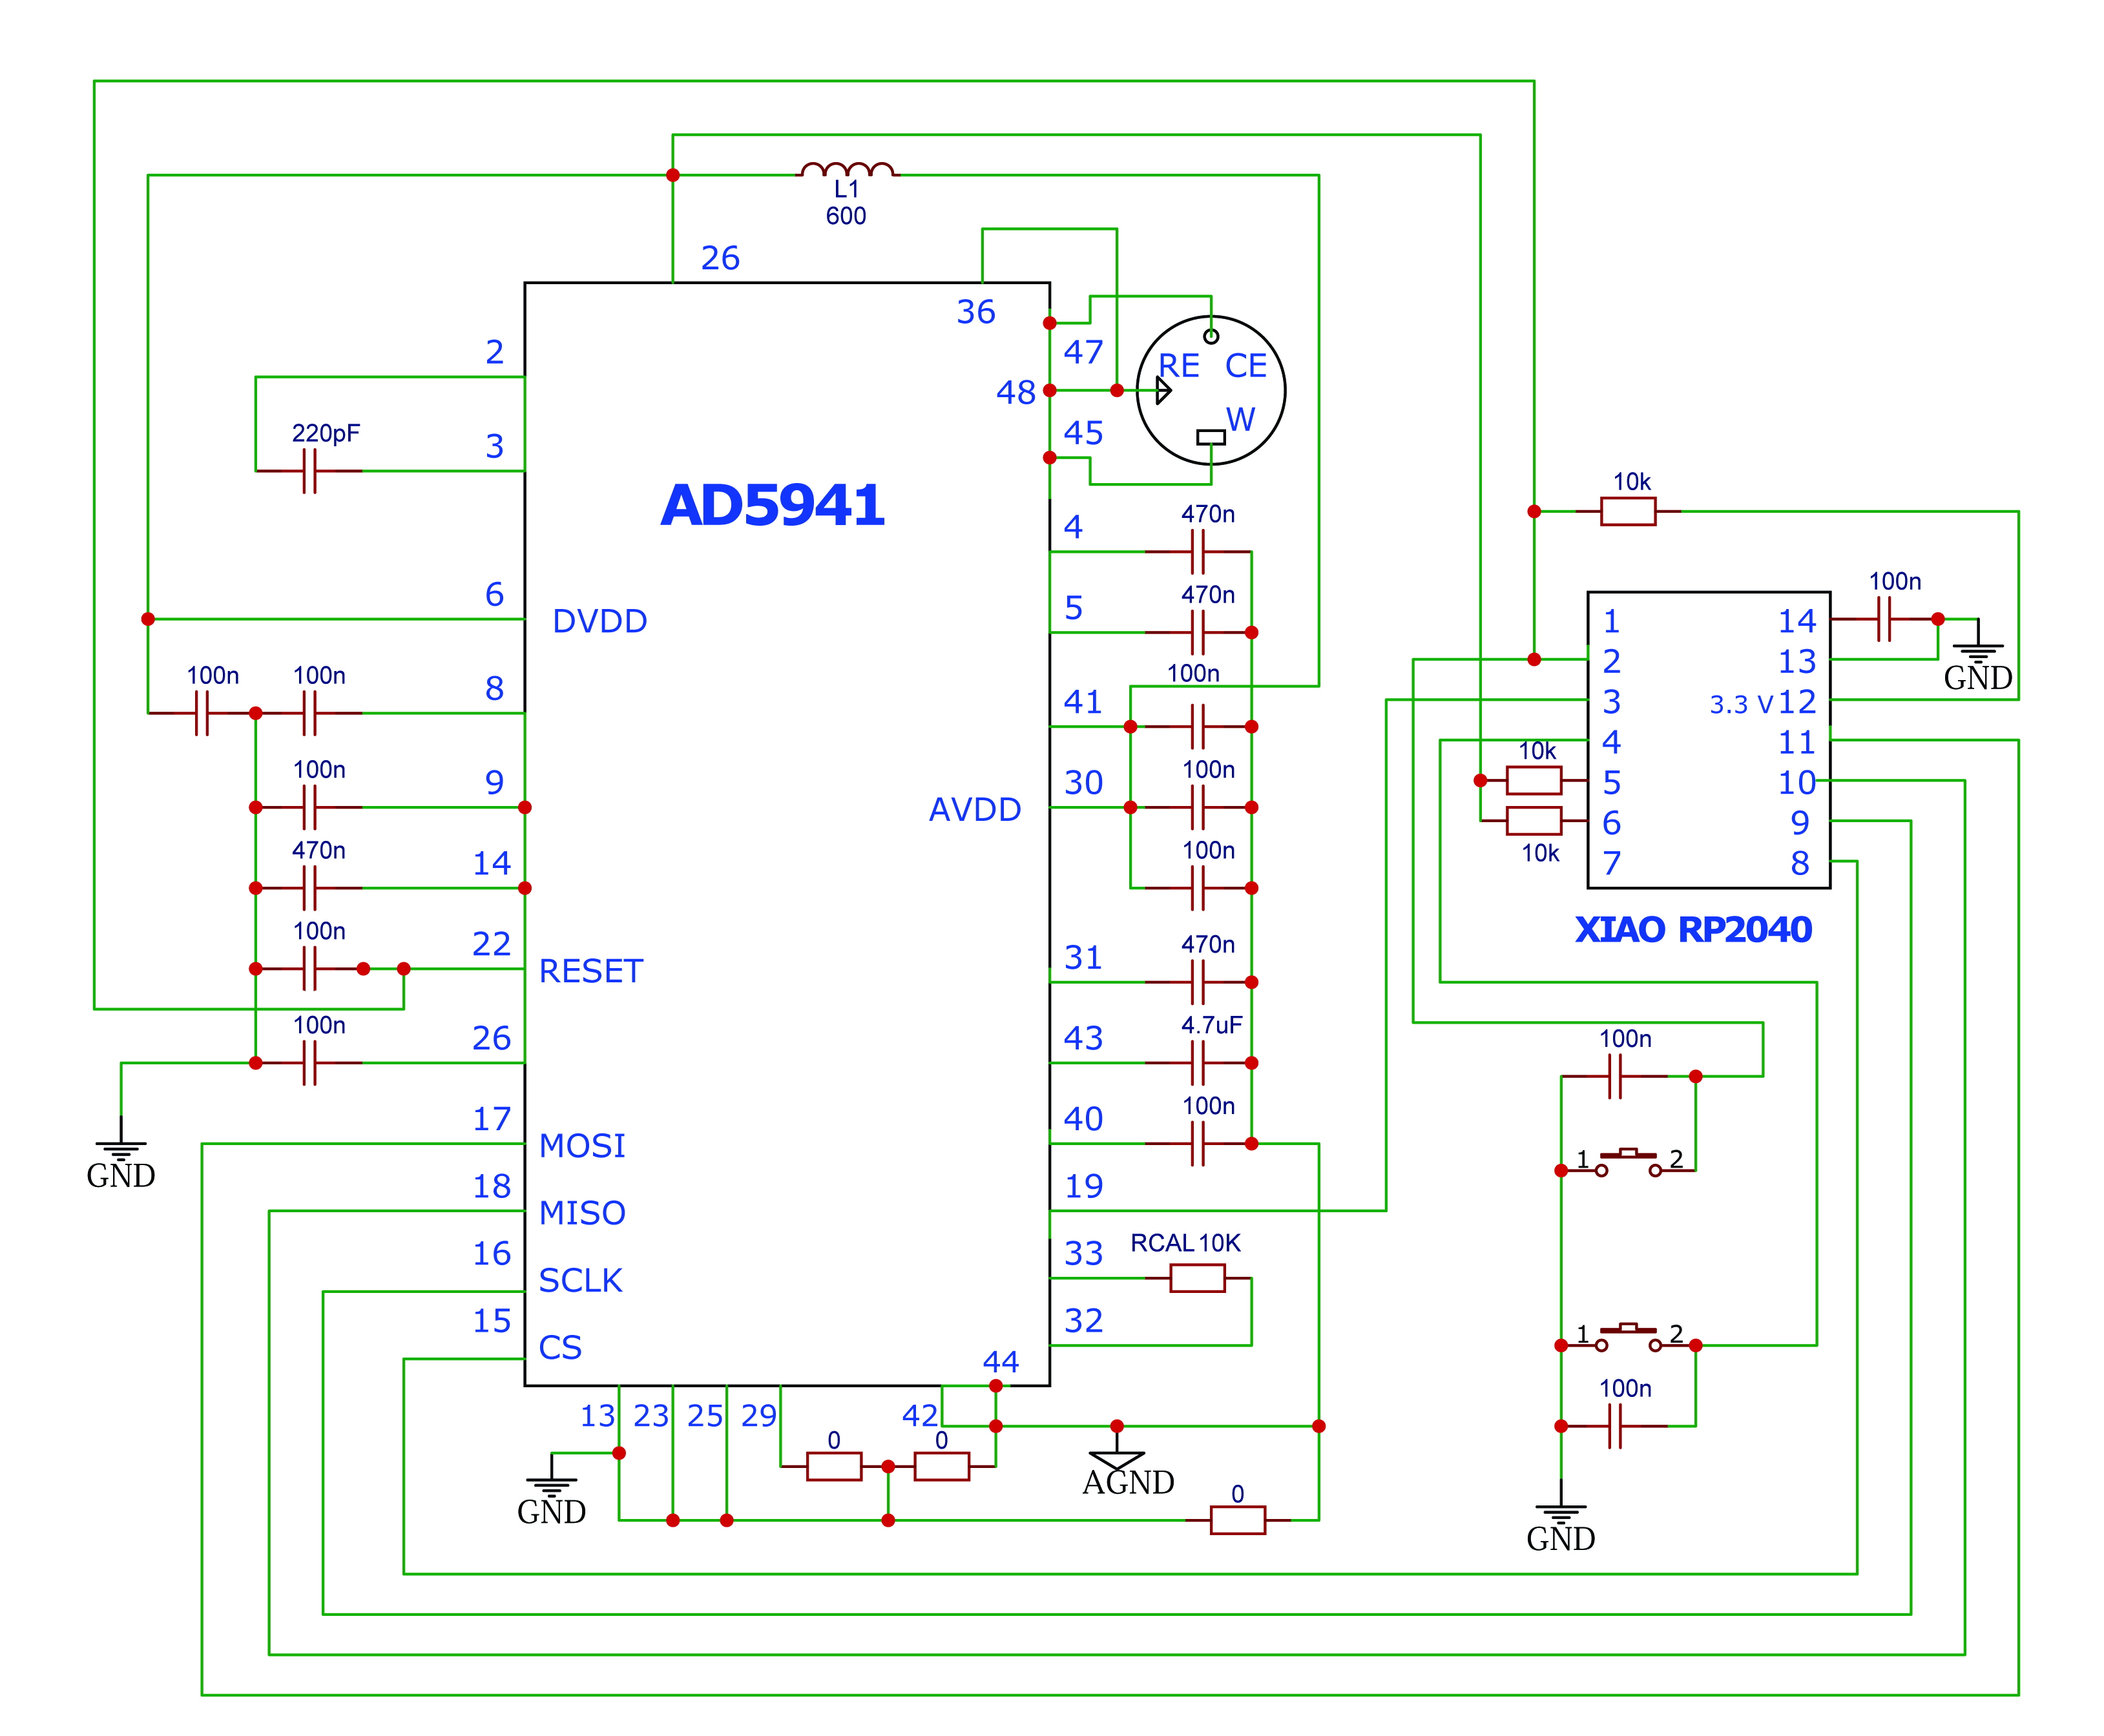 L1
600
26
36
2
47
RE CE
48
W
220pF
3
45
AD5941
10k
4
470n
5
470n
6
DVDD
100n
1 14
2 13
GND
100n
100n
100n
8
41
3 3.3 V 12
4 11
10k
5 10
100n
9
30
100n
AVDD
6 9
10k
7 8
470n
14
100n
XIAO RP2040
100n
22
RESET
31
470n
100n
26
43
4.7uF
100n
17
MOSI
40
100n
GND
1 2
18
MISO
19
16
SCLK
33
RCAL 10K
15
CS
32
1 2
44
100n
13 23 25 29 42
0 0
AGND
GND
0
GND